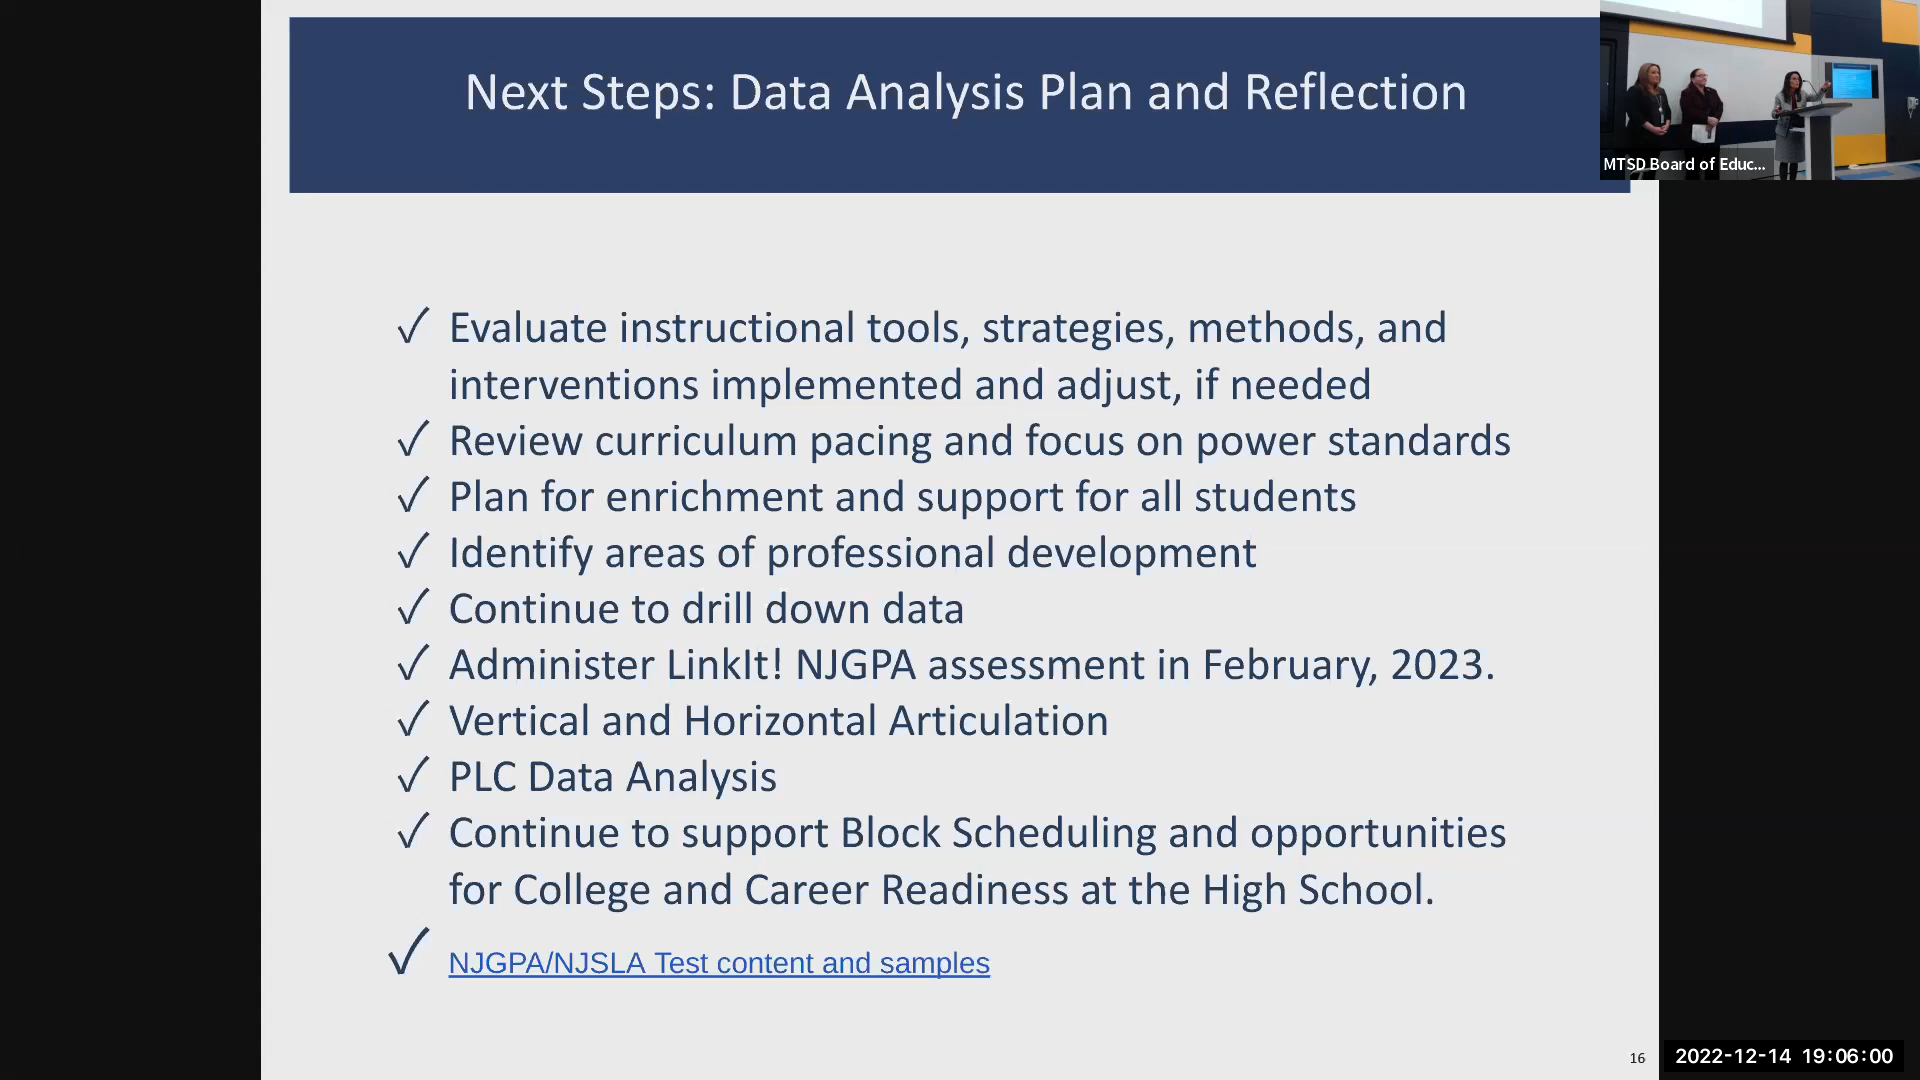 Next Steps: Data Analysis Plan and Reflection
MTSD Board of Educ...
✓ Evaluate instructional tools, strategies, methods, and
interventions implemented and adjust, if needed
✓ Review curriculum pacing and focus on power standards
✓ Plan for enrichment and support for all students
✓ Identify areas of professional development
✓ Continue to drill down data
✓ Administer LinkIt! NJGPA assessment in February, 2023.
✓ Vertical and Horizontal Articulation
✓ PLC Data Analysis
✓ Continue to support Block Scheduling and opportunities
for College and Career Readiness at the High School.
✓ NJGPA/NJSLA Test content and samples
16
2022-12-14 19:06:00